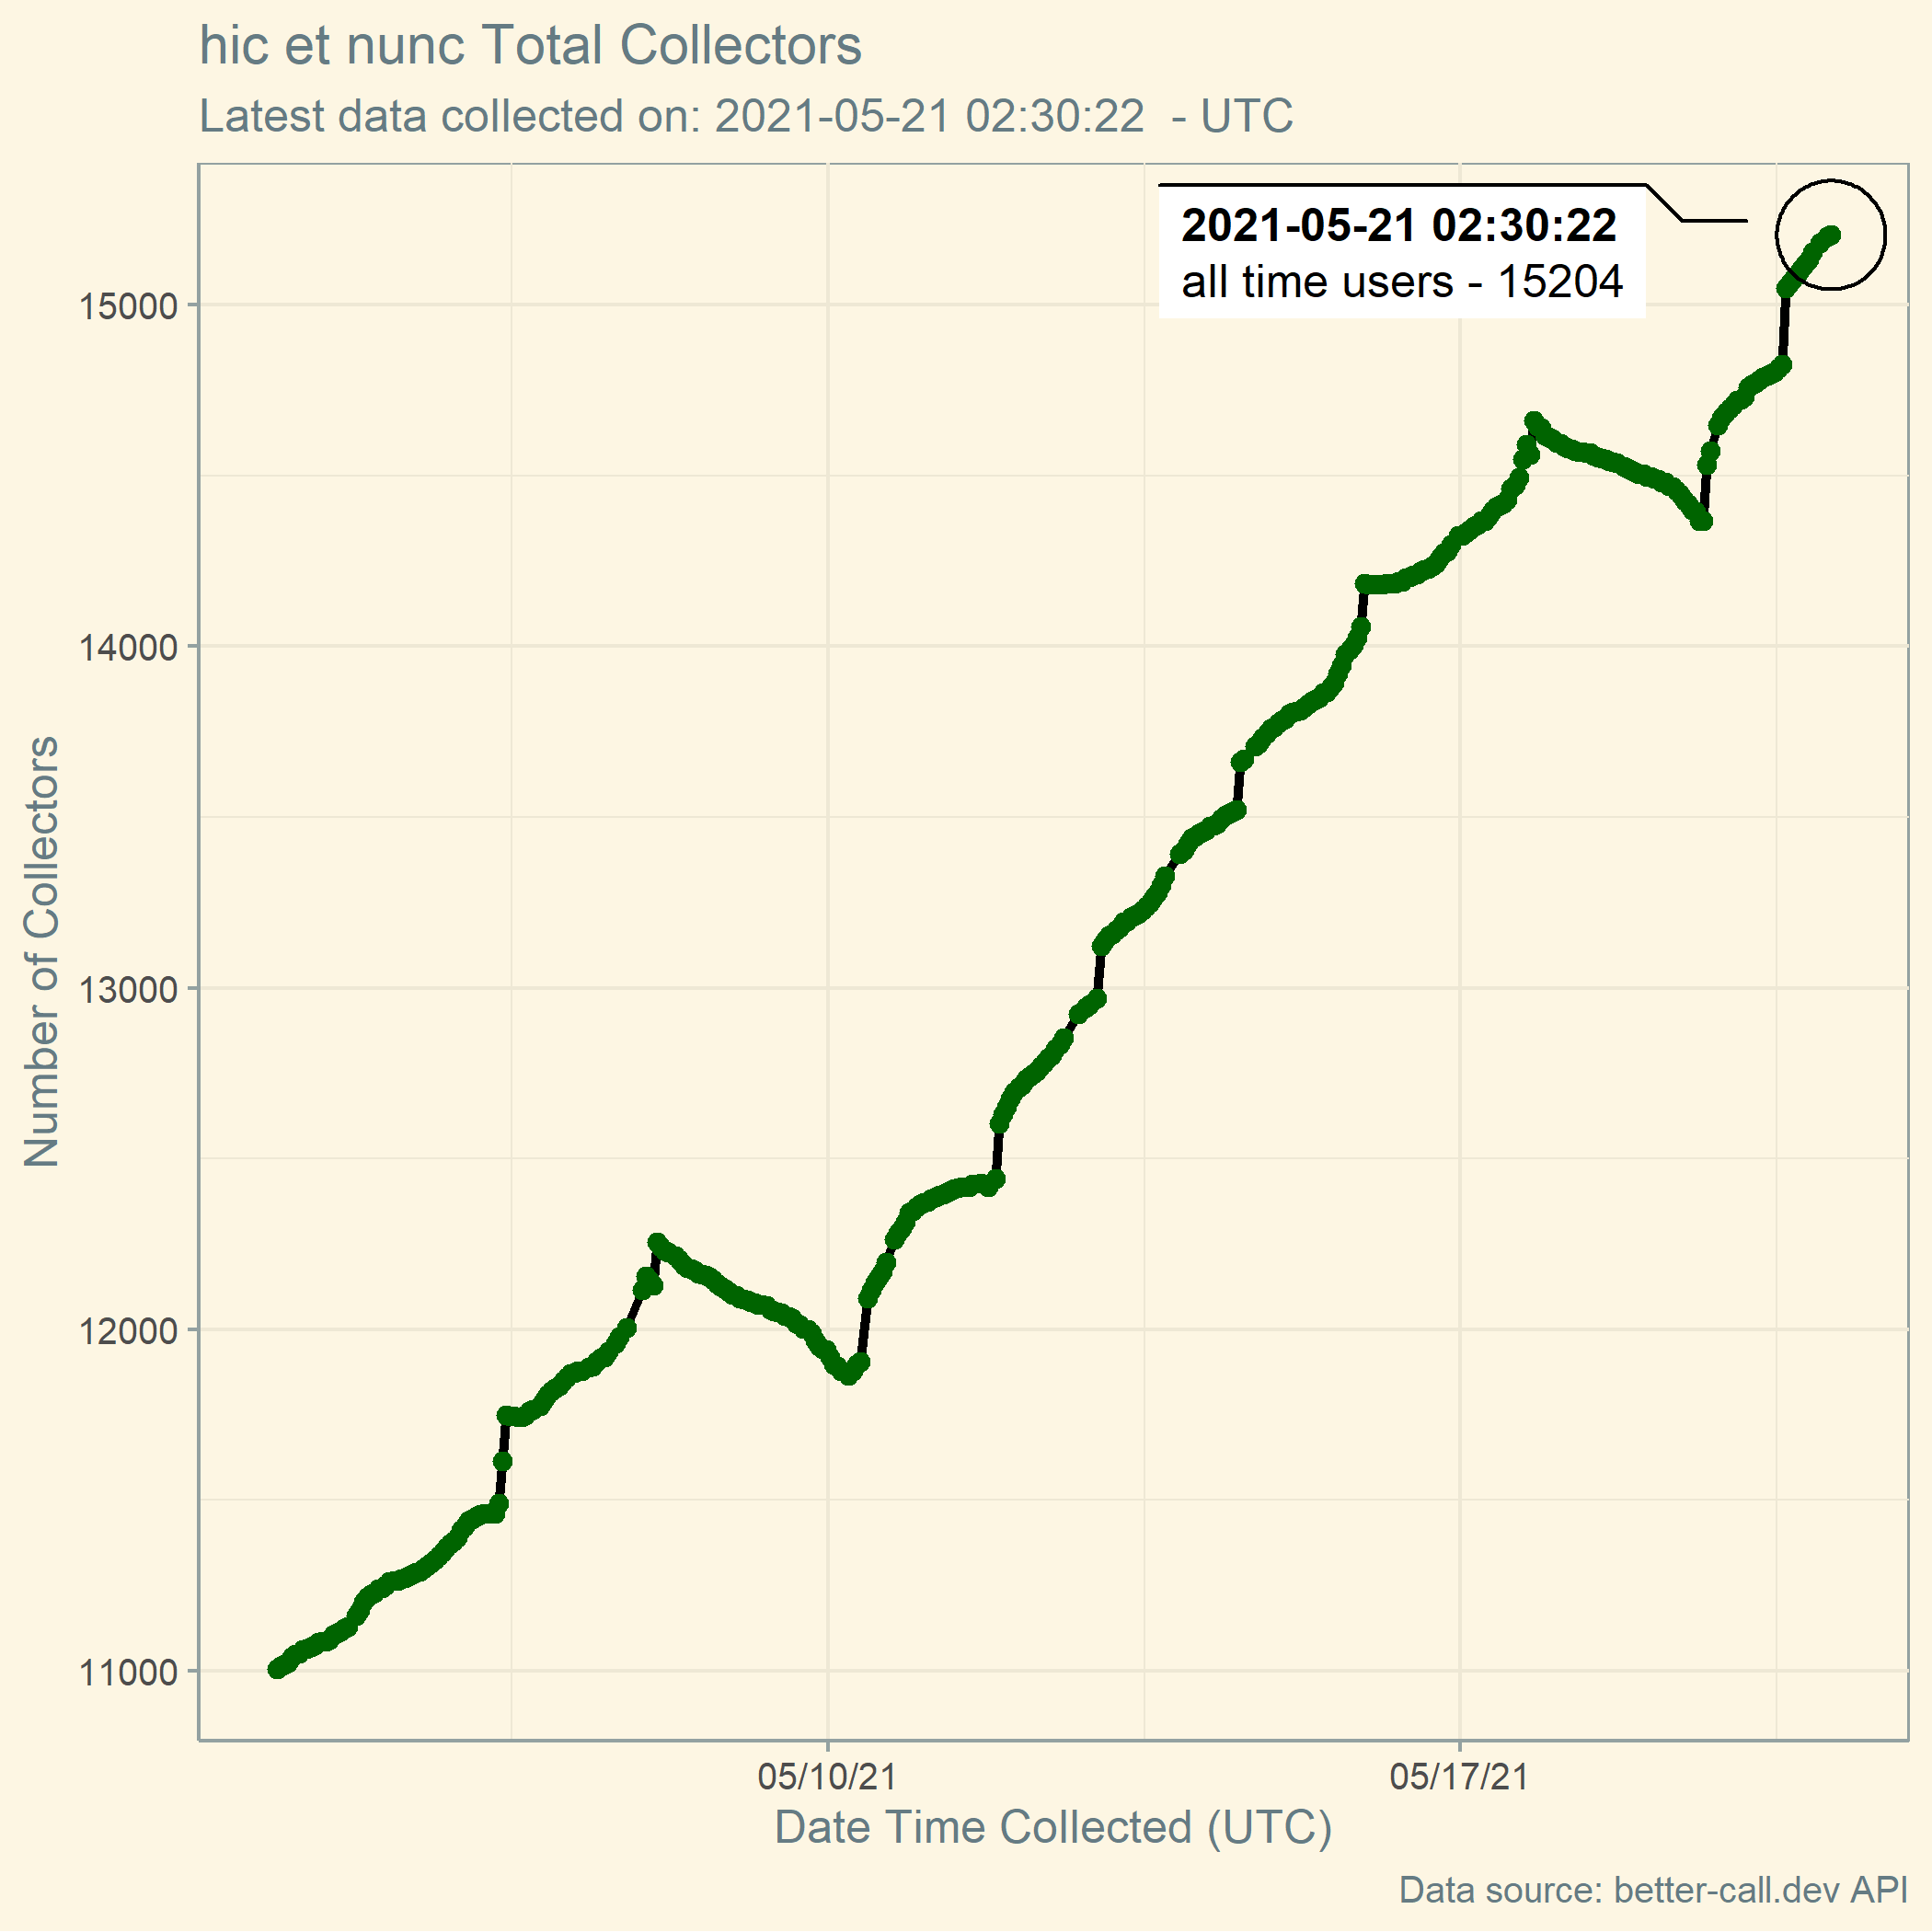 hic et nunc Total Collectors
Latest data collected on: 2021-05-21 02:30:22  - UTC
2021-05-21 02:30:22
all time users - 15204
15000
14000
13000
12000
11000
Number of Collectors
05/10/21
05/17/21
Date Time Collected (UTC)
Data source: better-call.dev API